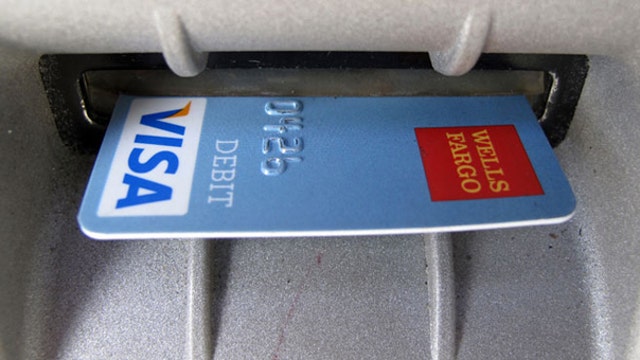 WELLS
FARGO
0426
DEBIT
VISA